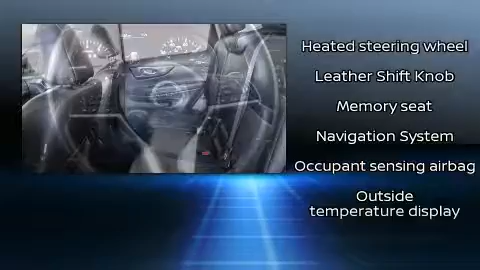 Heated steering wheel
Leather Shift Knob
Memory seat
Navigation System
Occupant sensing airbag
Outside
temperature display